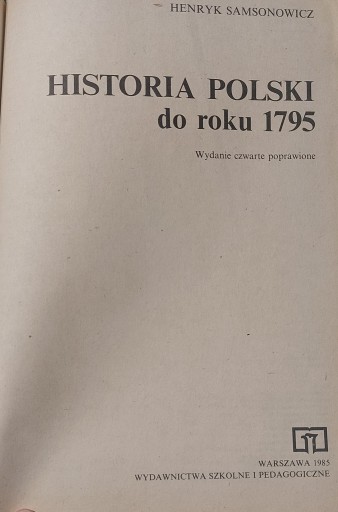 HENRYK SAMSONOWICZ
HISTORIA POLSKI
do roku 1795
Wydanie czwarte poprawione
WARSZAWA 1985
WYDAWNICTWA SZKOLNE I PEDAGOGICZNE